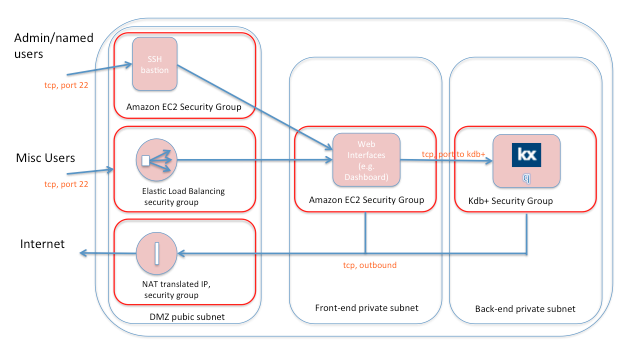 Admin/named
users
tcp, port 22
SSH
bastion
Amazon EC2 Security Group
Misc Users
tcp, port 22
Elastic Load Balancing
security group
Internet
NAT translated IP,
security group
DMZ pubic subnet
Web
Interfaces
(e.g.
Dashboard)
Amazon EC2 Security Group
tcp, port to kdb+
kx
Kdb+ Security Group
tcp, outbound
Front-end private subnet
Back-end private subnet